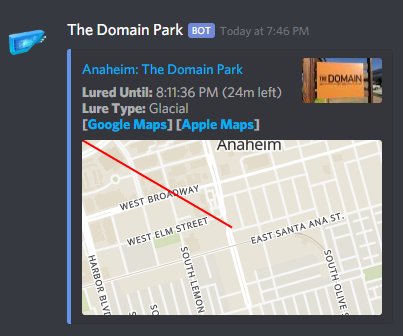 The Domain Park BOT Today at 7:46 PM
Anaheim: The Domain Park
THE DOMAIN
Lured Until: 8:11:36 PM (24m left)
Lure Type: Glacial
[Google Maps] [Apple Maps]
Anaheim
WEST BROADWAY
WEST ELM STREET
EAST SANTA ANA ST.
HARBOR BLV
SOUTH LEMON
SOUTH OLIVE S